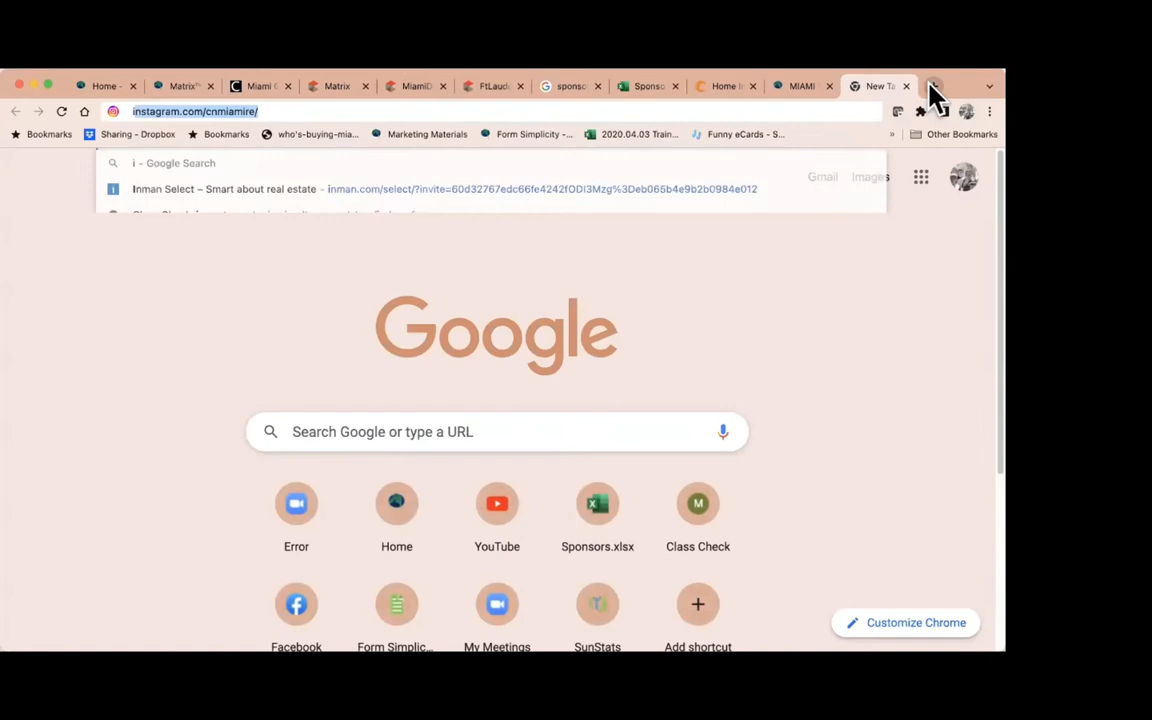 Home -
Matrix
Miami
Matrix
MiamiD
FtLaud
sponso
Sponso
Home I
MIAMI
New Ta
instagram.com/cnmiamire/
Bookmarks
Sharing - Dropbox
Bookmarks
who's-buying-mia...
Marketing Materials
Form Simplicity -...
2020.04.03 Train...
Funny eCards - S...
»
Other Bookmarks
i - Google Search
Inman Select – Smart about real estate - inman.com/select/?invite=60d32767edc66fe4242fODI3Mzg%3Deb065b4e9b2b0984e012
Gmail Images
Google
Search Google or type a URL
M
Error Home YouTube Sponsors.xlsx Class Check
Facebook Form Simplic... My Meetings SunStats Add shortcut
Customize Chrome